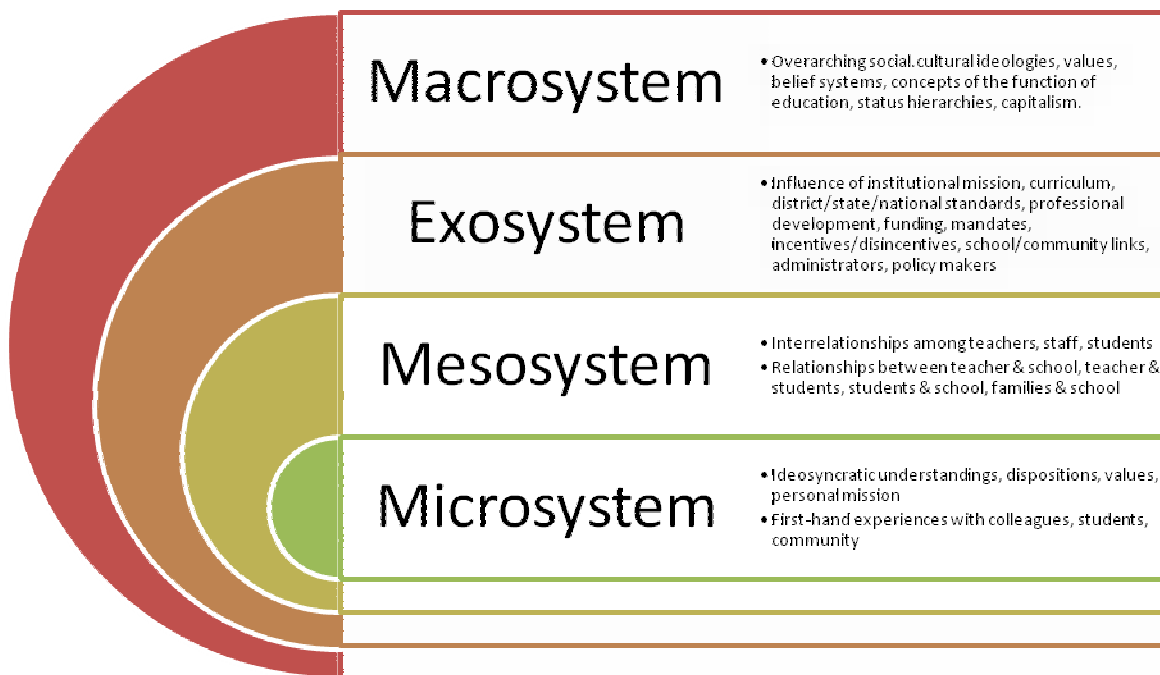 Macrosystem
• Overarching social.cultural ideologies, values,
belief systems, concepts of the function of
education, status hierarchies, capitalism.
Exosystem
• Influence of institutional mission, curriculum,
district/state/national standards, professional
development, funding, mandates,
incentives/disincentives, school/community links,
administrators, policy makers
Mesosystem
• Interrelationships among teachers, staff, students
• Relationships between teacher & school, teacher &
students, students & school, families & school
Microsystem
• Ideosyncratic understandings, dispositions, values,
personal mission
• First-hand experiences with colleagues, students,
community